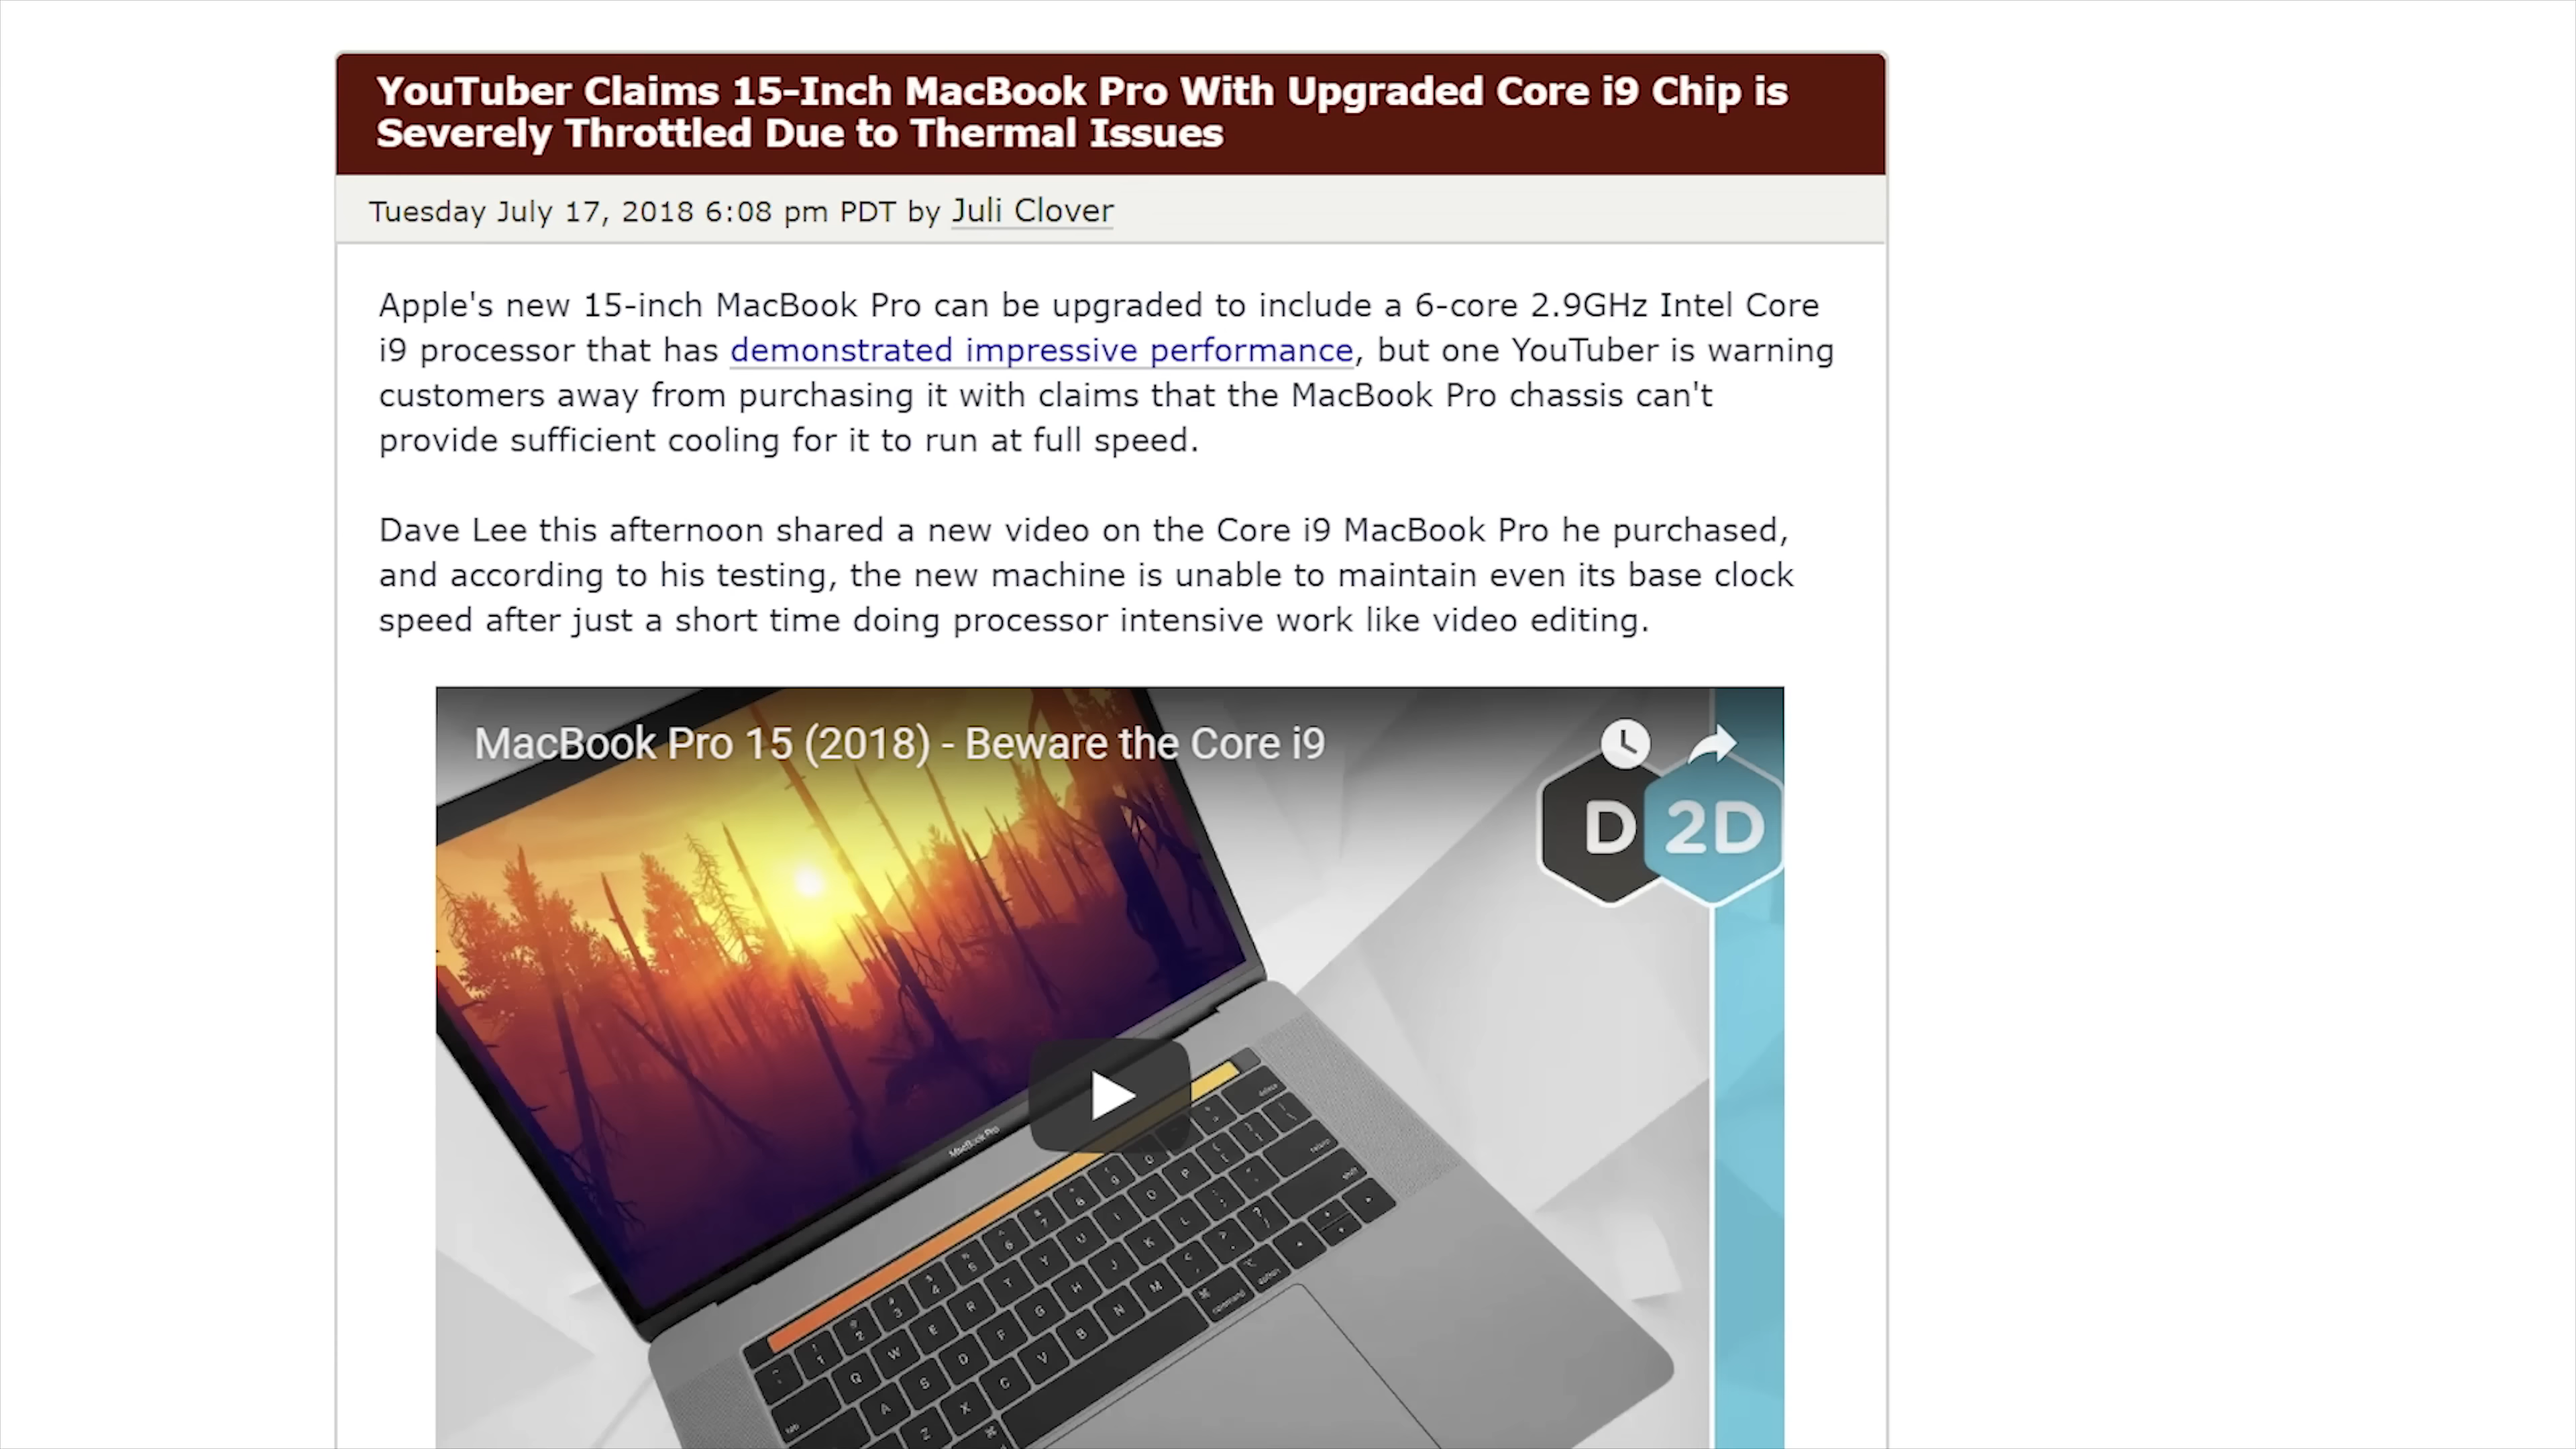 YouTuber Claims 15-Inch MacBook Pro With Upgraded Core i9 Chip is
Severely Throttled Due to Thermal Issues
Tuesday July 17, 2018 6:08 pm PDT by Juli Clover
Apple's new 15-inch MacBook Pro can be upgraded to include a 6-core 2.9GHz Intel Core
i9 processor that has demonstrated impressive performance, but one YouTuber is warning
customers away from purchasing it with claims that the MacBook Pro chassis can't
provide sufficient cooling for it to run at full speed.
Dave Lee this afternoon shared a new video on the Core i9 MacBook Pro he purchased,
and according to his testing, the new machine is unable to maintain even its base clock
speed after just a short time doing processor intensive work like video editing.
MacBook Pro 15 (2018) - Beware the Core i9
D 2D
MacBook Pro